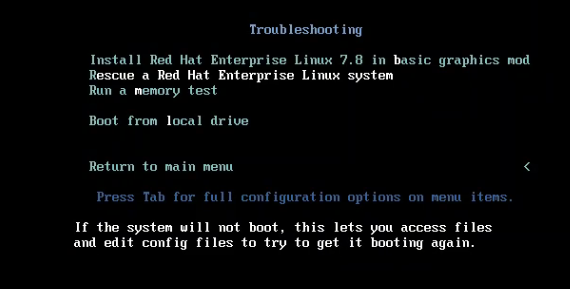 Troubleshooting
Install Red Hat Enterprise Linux 7.8 in basic graphics mod
Rescue a Red Hat Enterprise Linux system
Run a memory test
Boot from local drive
Return to main menu <
Press Tab for full configuration options on menu items.
If the system will not boot, this lets you access files
and edit config files to try to get it booting again.